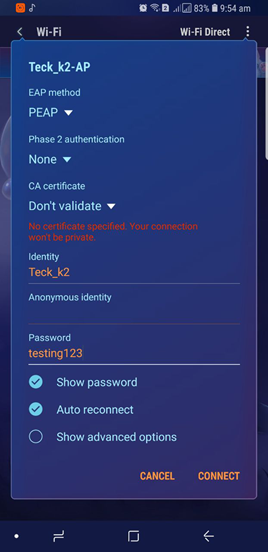 83% 9:54 am
Wi-Fi
Wi-Fi Direct
Teck_k2-AP
EAP method
PEAP
Phase 2 authentication
None
CA certificate
Don't validate
No certificate specified. Your connection
won't be private.
Identity
Teck_k2
Anonymous identity
Password
testing123
Show password
Auto reconnect
Show advanced options
CANCEL
CONNECT